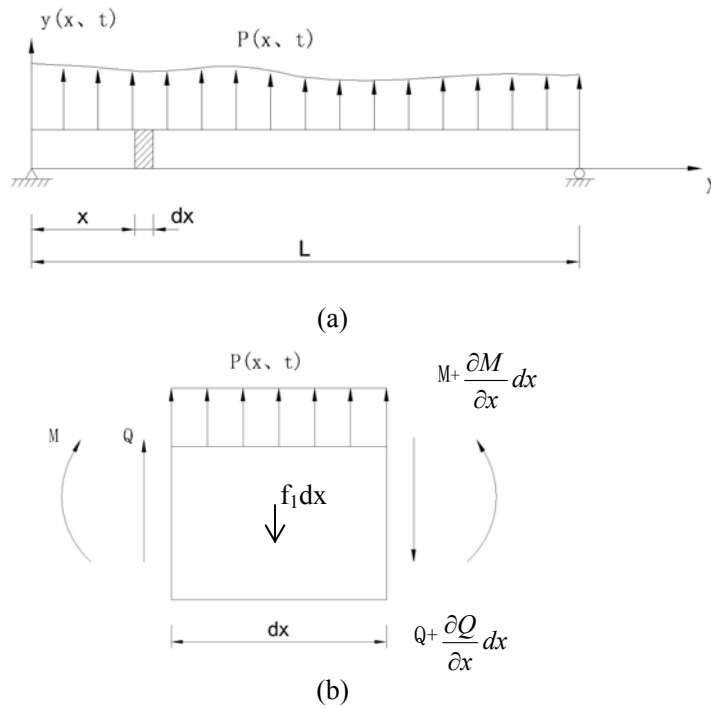 y(x、t)
P(x、t)
x
dx
L
(a)
P(x、t)
M+ ∂M/∂x dx
M
Q
f₁dx
dx
Q+ ∂Q/∂x dx
(b)